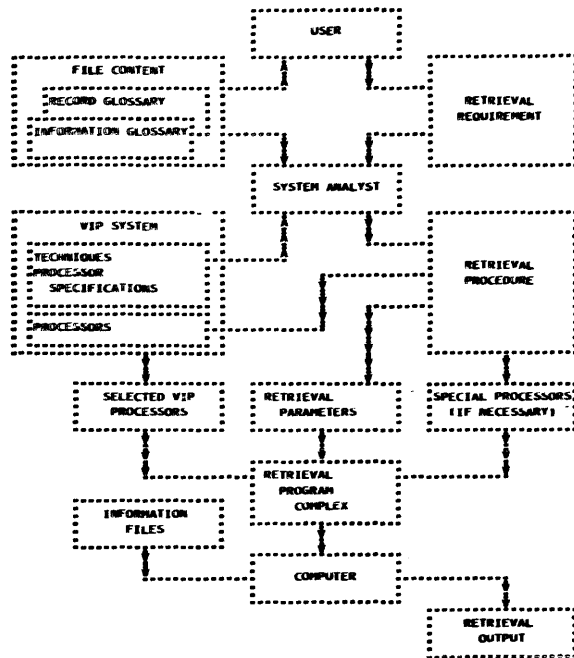 USER
FILE CONTENT
RECORD GLOSSARY
INFORMATION GLOSSARY
RETRIEVAL
REQUIREMENT
SYSTEM ANALYST
VIP SYSTEM
TECHNIQUES
PROCESSOR
SPECIFICATIONS
PROCESSORS
RETRIEVAL
PROCEDURE
SELECTED VIP
PROCESSORS
RETRIEVAL
PARAMETERS
SPECIAL PROCESSORS
(IF NECESSARY)
RETRIEVAL
PROGRAM
COMPLEX
INFORMATION
FILES
COMPUTER
RETRIEVAL
OUTPUT